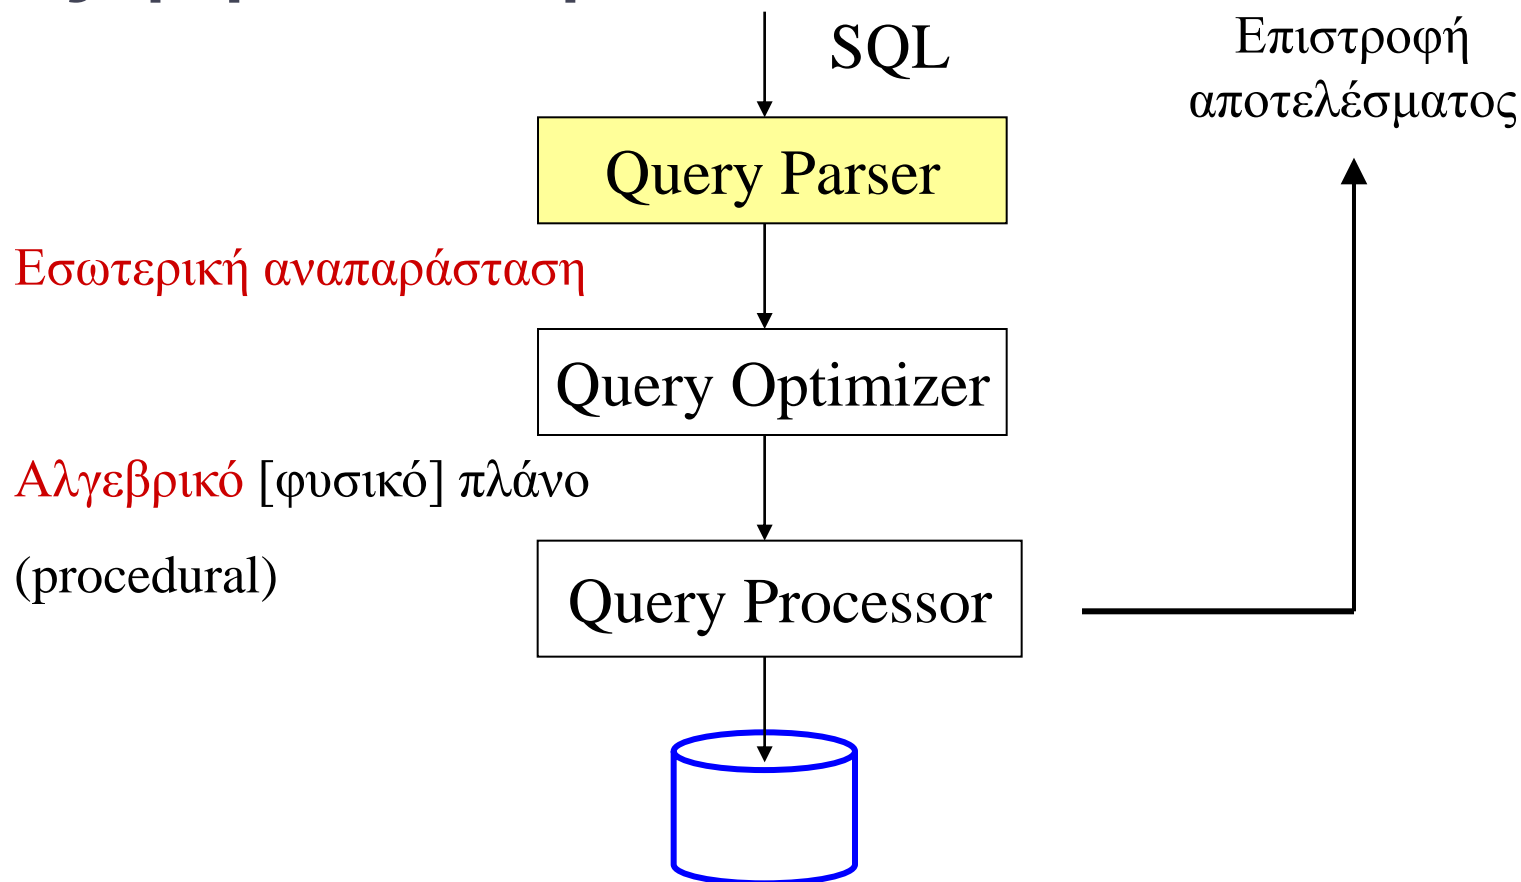 SQL
Επιστροφή
αποτελέσματος
Query Parser
Εσωτερική αναπαράσταση
Query Optimizer
Αλγεβρικό [φυσικό] πλάνο
(procedural)
Query Processor